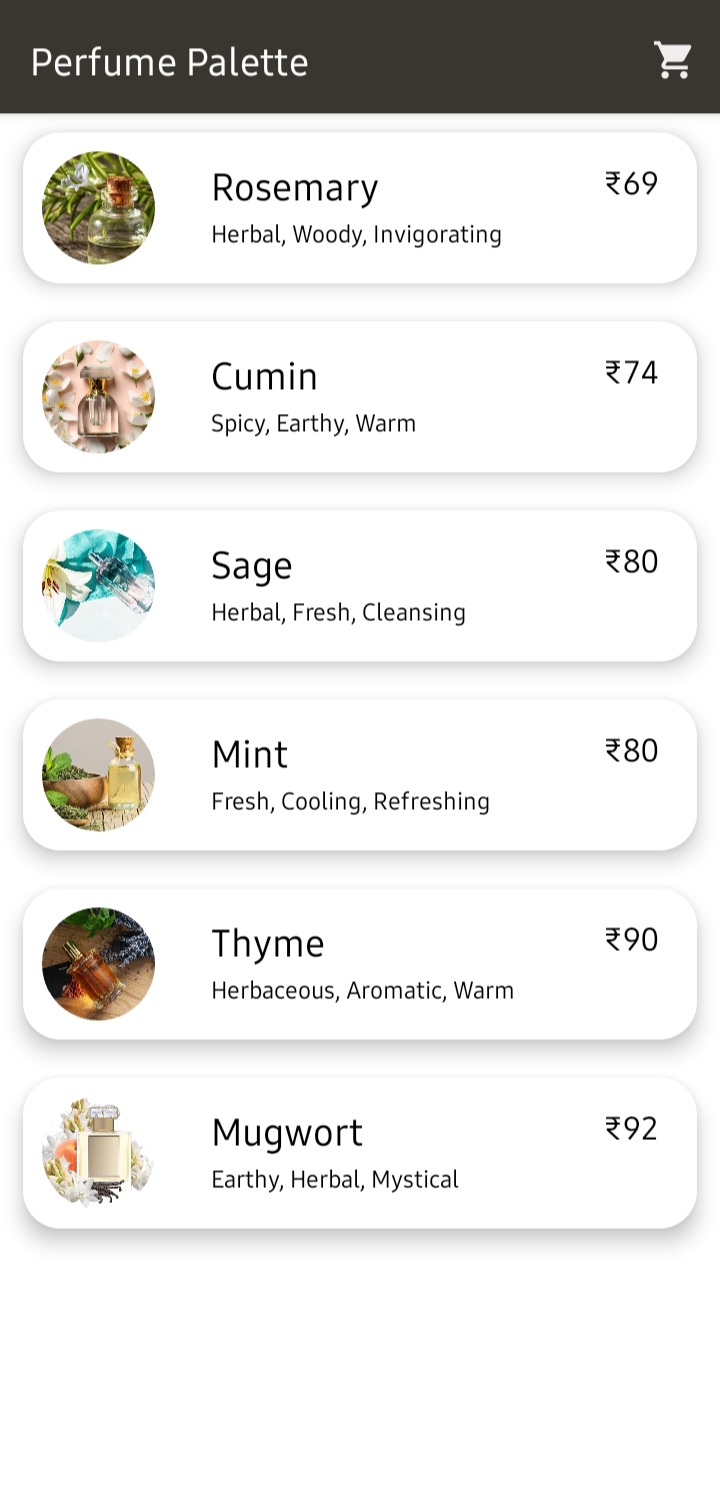 Perfume Palette
Rosemary ₹69
Herbal, Woody, Invigorating
Cumin ₹74
Spicy, Earthy, Warm
Sage ₹80
Herbal, Fresh, Cleansing
Mint ₹80
Fresh, Cooling, Refreshing
Thyme ₹90
Herbaceous, Aromatic, Warm
Mugwort ₹92
Earthy, Herbal, Mystical